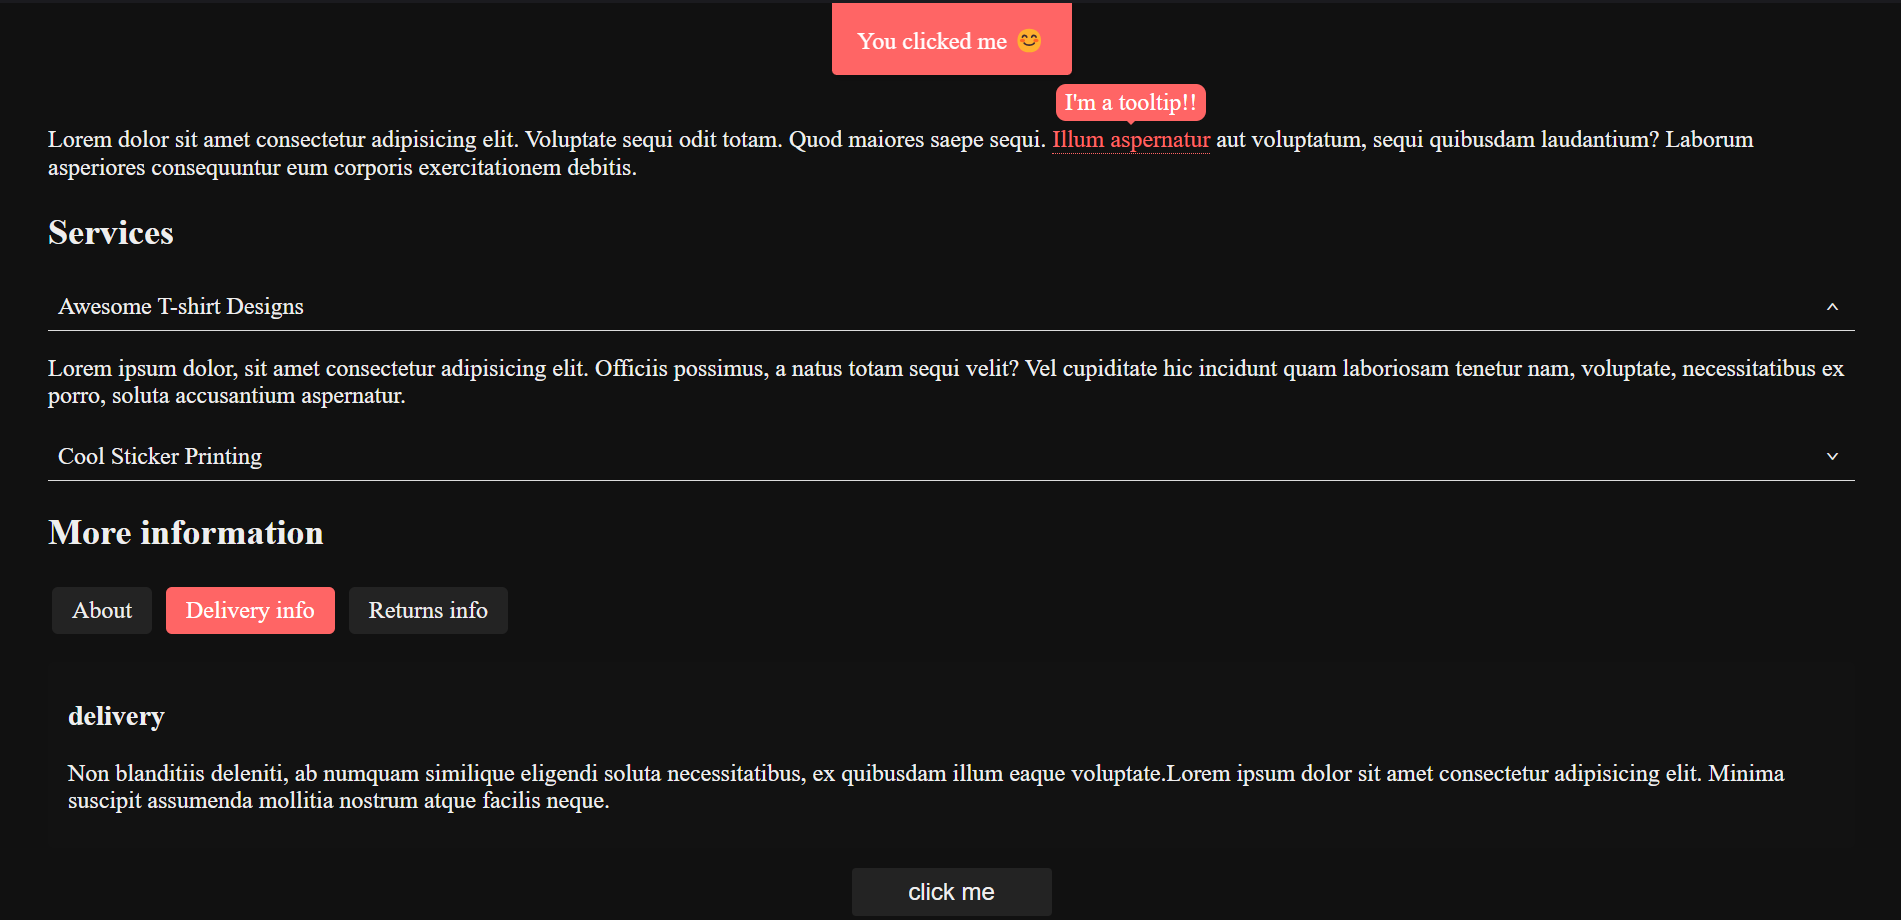 You clicked me 😊
I'm a tooltip!!
Lorem dolor sit amet consectetur adipisicing elit. Voluptate sequi odit totam. Quod maiores saepe sequi. Illum aspernatur aut voluptatum, sequi quibusdam laudantium? Laborum
asperiores consequuntur eum corporis exercitationem debitis.
Services
Awesome T-shirt Designs
Lorem ipsum dolor, sit amet consectetur adipisicing elit. Officiis possimus, a natus totam sequi velit? Vel cupiditate hic incidunt quam laboriosam tenetur nam, voluptate, necessitatibus ex
porro, soluta accusantium aspernatur.
Cool Sticker Printing
More information
About Delivery info Returns info
delivery
Non blanditiis deleniti, ab numquam similique eligendi soluta necessitatibus, ex quibusdam illum eaque voluptate.Lorem ipsum dolor sit amet consectetur adipisicing elit. Minima
suscipit assumenda mollitia nostrum atque facilis neque.
click me